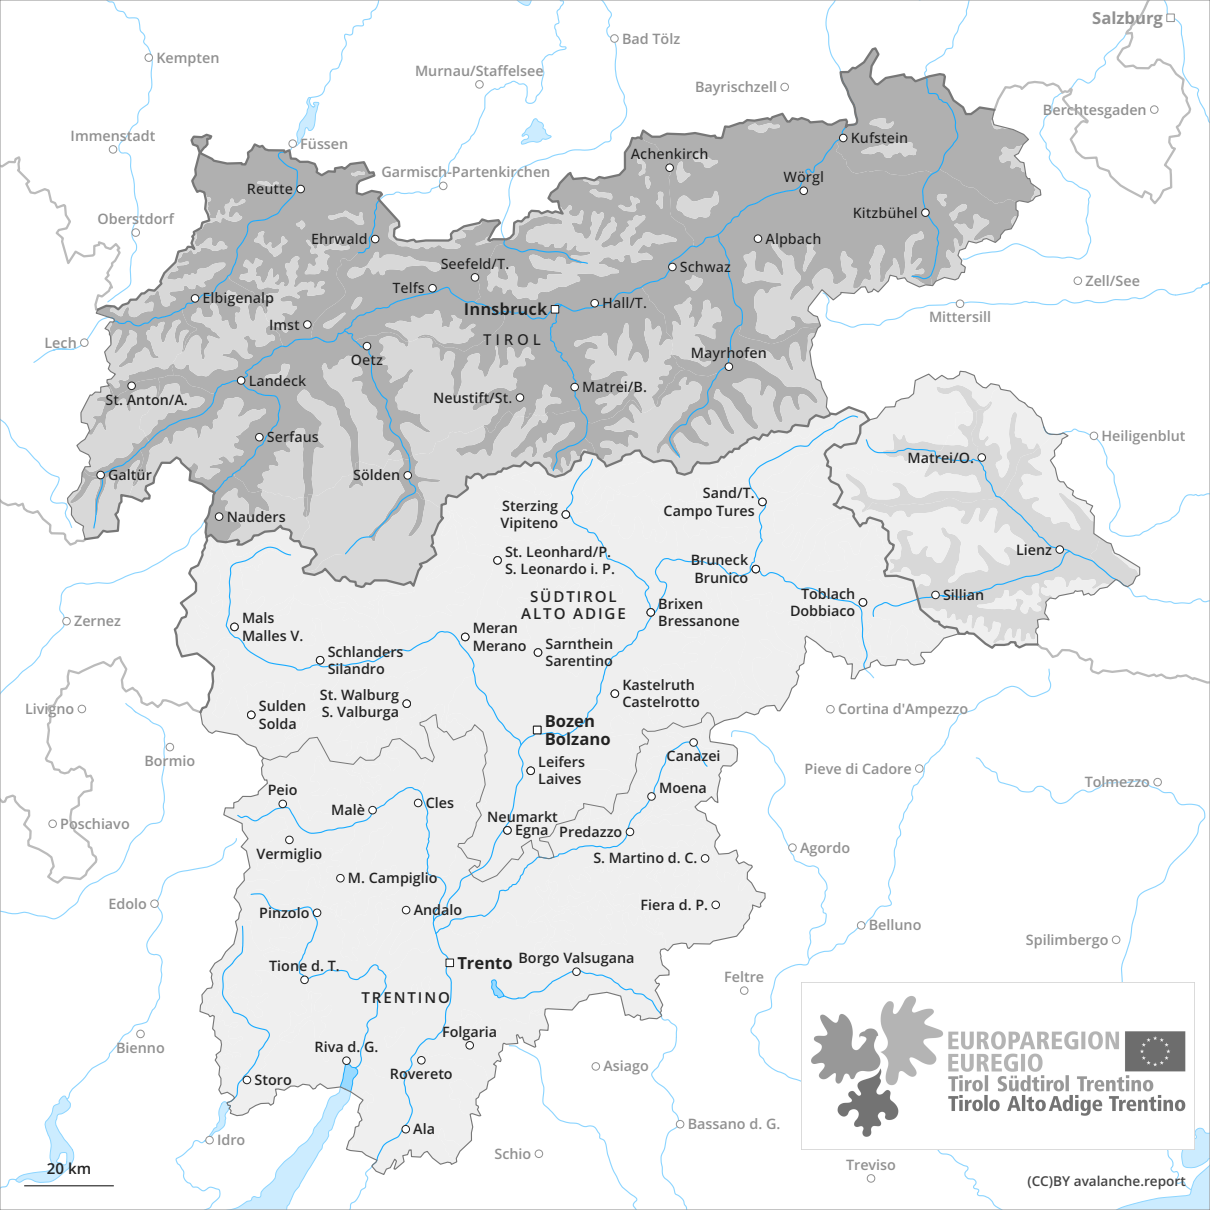 Salzburg
Kempten
Bad Tölz
Murnau/Staffelsee
Bayrischzell
Berchtesgaden
Immenstadt
Füssen
Kufstein
Garmisch-Partenkirchen
Achenkirch
Reutte
Wörgl
Oberstdorf
Kitzbühel
Ehrwald
Alpbach
Seefeld/T.
Schwaz
Zell/See
Telfs
Elbigenalp
Innsbruck
Hall/T.
Mittersill
Imst
TIROL
Lech
Oetz
Mayrhofen
Landeck
Matrei/B.
St. Anton/A.
Neustift/St.
Serfaus
Heiligenblut
Matrei/O.
Galtür
Sölden
Nauders
Sterzing
Vipiteno
Sand/T.
Campo Tures
St. Leonhard/P.
S. Leonardo i. P.
Lienz
Bruneck
Brunico
SÜDTIROL
ALTO ADIGE
Toblach
Dobbiaco
Sillian
Brixen
Bressanone
Zernez
Mals
Malles V.
Meran
Merano
Sarnthein
Sarentino
Schlanders
Silandro
St. Walburg
S. Valburga
Kastelruth
Castelrotto
Livigno
Sulden
Solda
Cortina d'Ampezzo
Bozen
Bolzano
Bormio
Canazei
Leifers
Laives
Pieve di Cadore
Tolmezzo
Peio
Moena
Malè
Cles
Neumarkt
Egna
Predazzo
Poschiavo
Vermiglio
S. Martino d. C.
Agordo
M. Campiglio
Edolo
Pinzolo
Andalo
Fiera d. P.
Belluno
Spilimbergo
Trento
Borgo Valsugana
Tione d. T.
Feltre
TRENTINO
Folgaria
Bienno
Riva d. G.
Rovereto
Asiago
Storo
EUROPAREGION
EUREGIO
Tirol Südtirol Trentino
Tirolo Alto Adige Trentino
Ala
Bassano d. G.
Idro
Schio
Treviso
20 km
(CC)BY avalanche.report